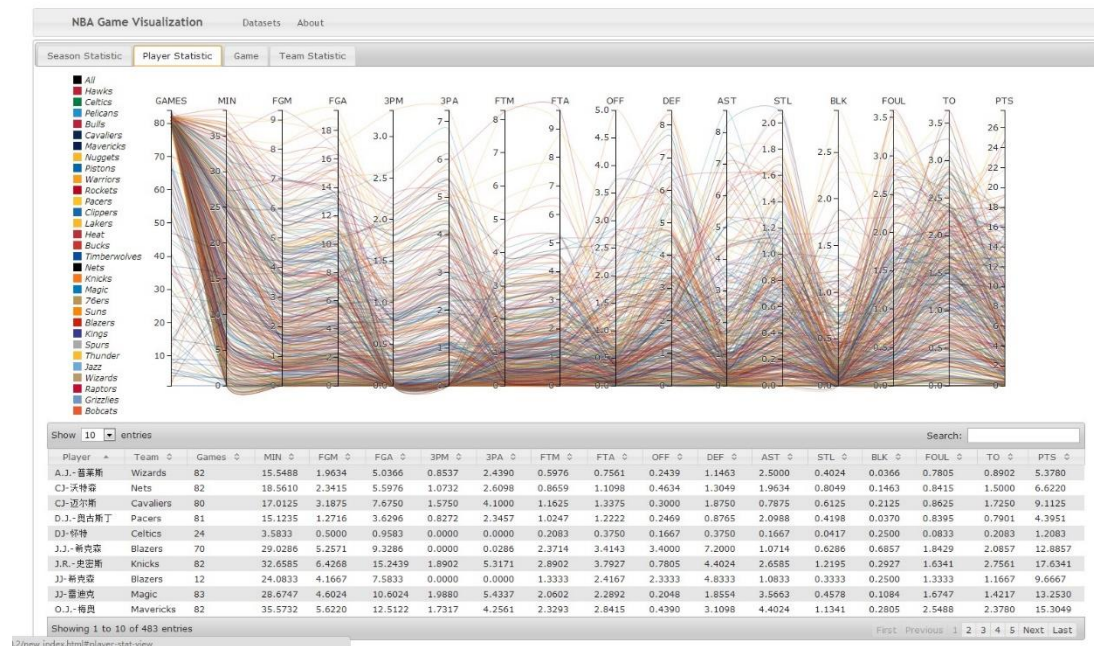 NBA Game Visualization Datasets About
Season Statistic Player Statistic Game Team Statistic
All
Hawks
Celtics
Pelicans
Bulls
Cavaliers
Mavericks
Nuggets
Pistons
Warriors
Rockets
Pacers
Clippers
Lakers
Heat
Bucks
Timberwolves
Nets
Knicks
Magic
76ers
Suns
Blazers
Kings
Spurs
Thunder
Jazz
Wizards
Raptors
Grizzlies
Bobcats
GAMES MIN FGM FGA 3PM 3PA FTM FTA OFF DEF AST STL BLK FOUL TO PTS
Show 10 entries Search:
Player Team Games MIN FGM FGA 3PM 3PA FTM FTA OFF DEF AST STL BLK FOUL TO PTS
A.J.-普莱斯 Wizards 82 15.5488 1.9634 5.0366 0.8537 2.4390 0.5976 0.7561 0.2439 1.1463 2.5000 0.4024 0.0366 0.7805 0.8902 5.3780
CJ-沃特森 Nets 82 18.5610 2.3415 5.5976 1.0732 2.6098 0.8659 1.1098 0.4634 1.3049 1.9634 0.8049 0.1463 0.8415 1.5000 6.6220
CJ-迈尔斯 Cavaliers 80 17.0125 3.1875 7.6750 1.5750 4.1000 1.1625 1.3375 0.3000 1.8750 0.7875 0.6125 0.2125 0.8625 1.7250 9.1125
D.J.-奥古斯丁 Pacers 81 15.1235 1.2716 3.6296 0.8272 2.3457 1.0247 1.2222 0.2469 0.8765 2.0988 0.4198 0.0370 0.8395 0.7901 4.3951
DJ-怀特 Celtics 24 3.5833 0.5000 0.9583 0.0000 0.0000 0.2083 0.3750 0.1667 0.3750 0.1667 0.0417 0.2500 0.0833 0.2083 1.2083
J.J.-希克森 Blazers 70 29.0286 5.2571 9.3286 0.0000 0.0286 2.3714 3.4143 3.4000 7.2000 1.0714 0.6286 0.6857 1.8429 2.0857 12.8857
J.R.-史密斯 Knicks 82 32.6585 6.4268 15.2439 1.8902 5.3171 2.8902 3.7927 0.7805 4.4024 2.6585 1.2195 0.2927 1.6341 2.7561 17.6341
JJ-希克森 Blazers 12 24.0833 4.1667 7.5833 0.0000 0.0000 1.3333 2.4167 2.3333 4.8333 1.0833 0.3333 0.2500 1.3333 1.1667 9.6667
JJ-雷迪克 Magic 83 28.6747 4.6024 10.6024 1.9880 5.4337 2.0602 2.2892 0.2048 1.8554 3.5663 0.4578 0.1084 1.6747 1.4217 13.2530
O.J.-梅奥 Mavericks 82 35.5732 5.6220 12.5122 1.7317 4.2561 2.3293 2.8415 0.4390 3.1098 4.4024 1.1341 0.2805 2.5488 2.3780 15.3049
Showing 1 to 10 of 483 entries First Previous 1 2 3 4 5 Next Last
12/new_index.html#player-stat-view